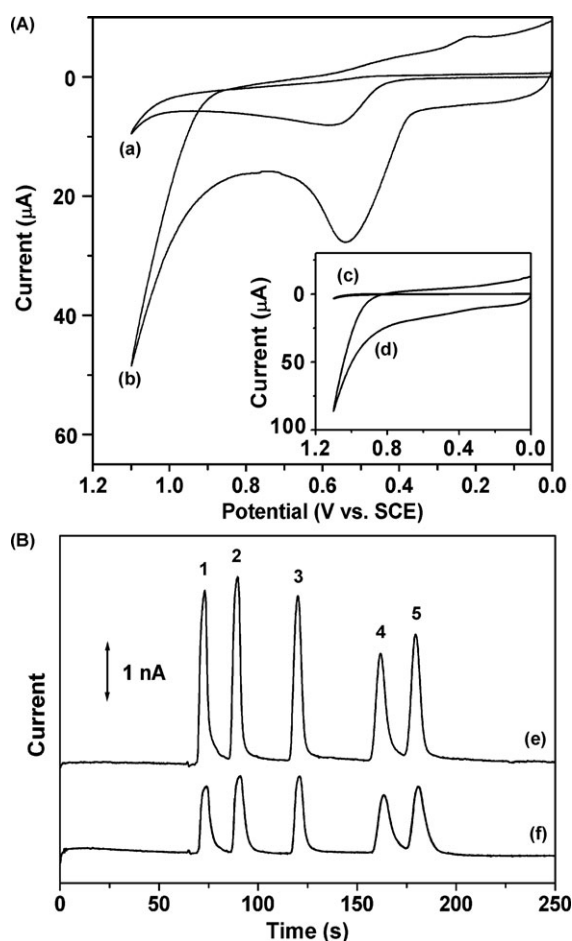 (A)
0
20
40
60
Current (μA)
(a)
(b)
1.2
1.0
0.8
0.6
0.4
0.2
0.0
Potential (V vs. SCE)
(c)
(d)
0
50
100
Current (μA)
1.2
0.8
0.4
0.0
(B)
1
2
3
4
5
1 nA
(e)
(f)
Current
0
50
100
150
200
250
Time (s)